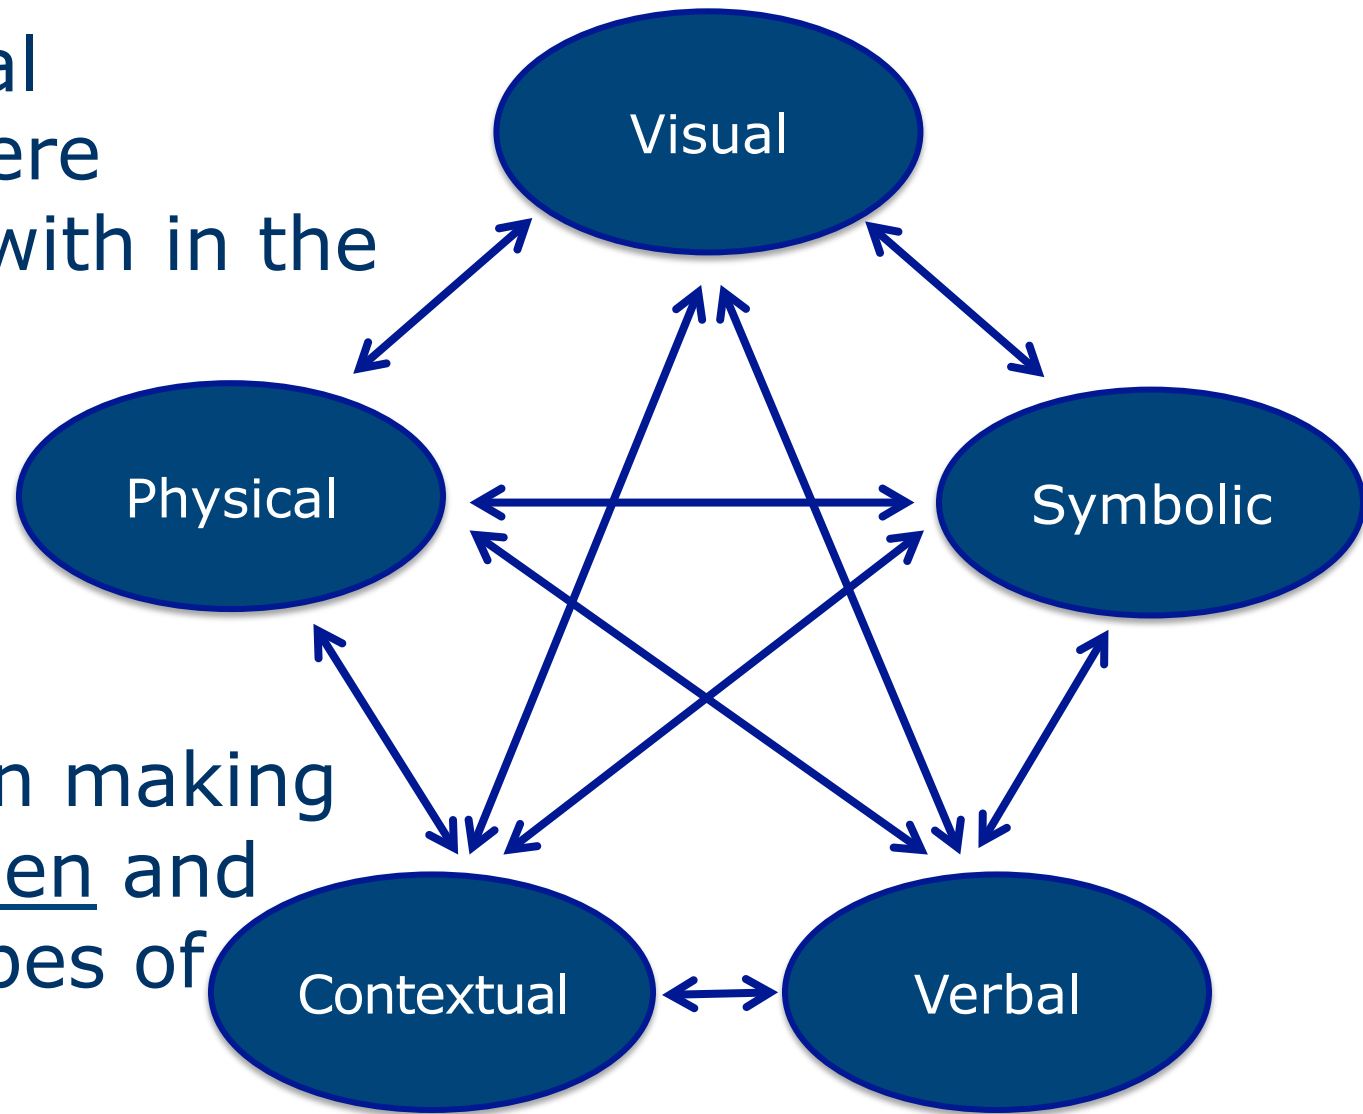 al
ere
with in the
Visual
Physical
Symbolic
n making
en and
pes of
Contextual
Verbal